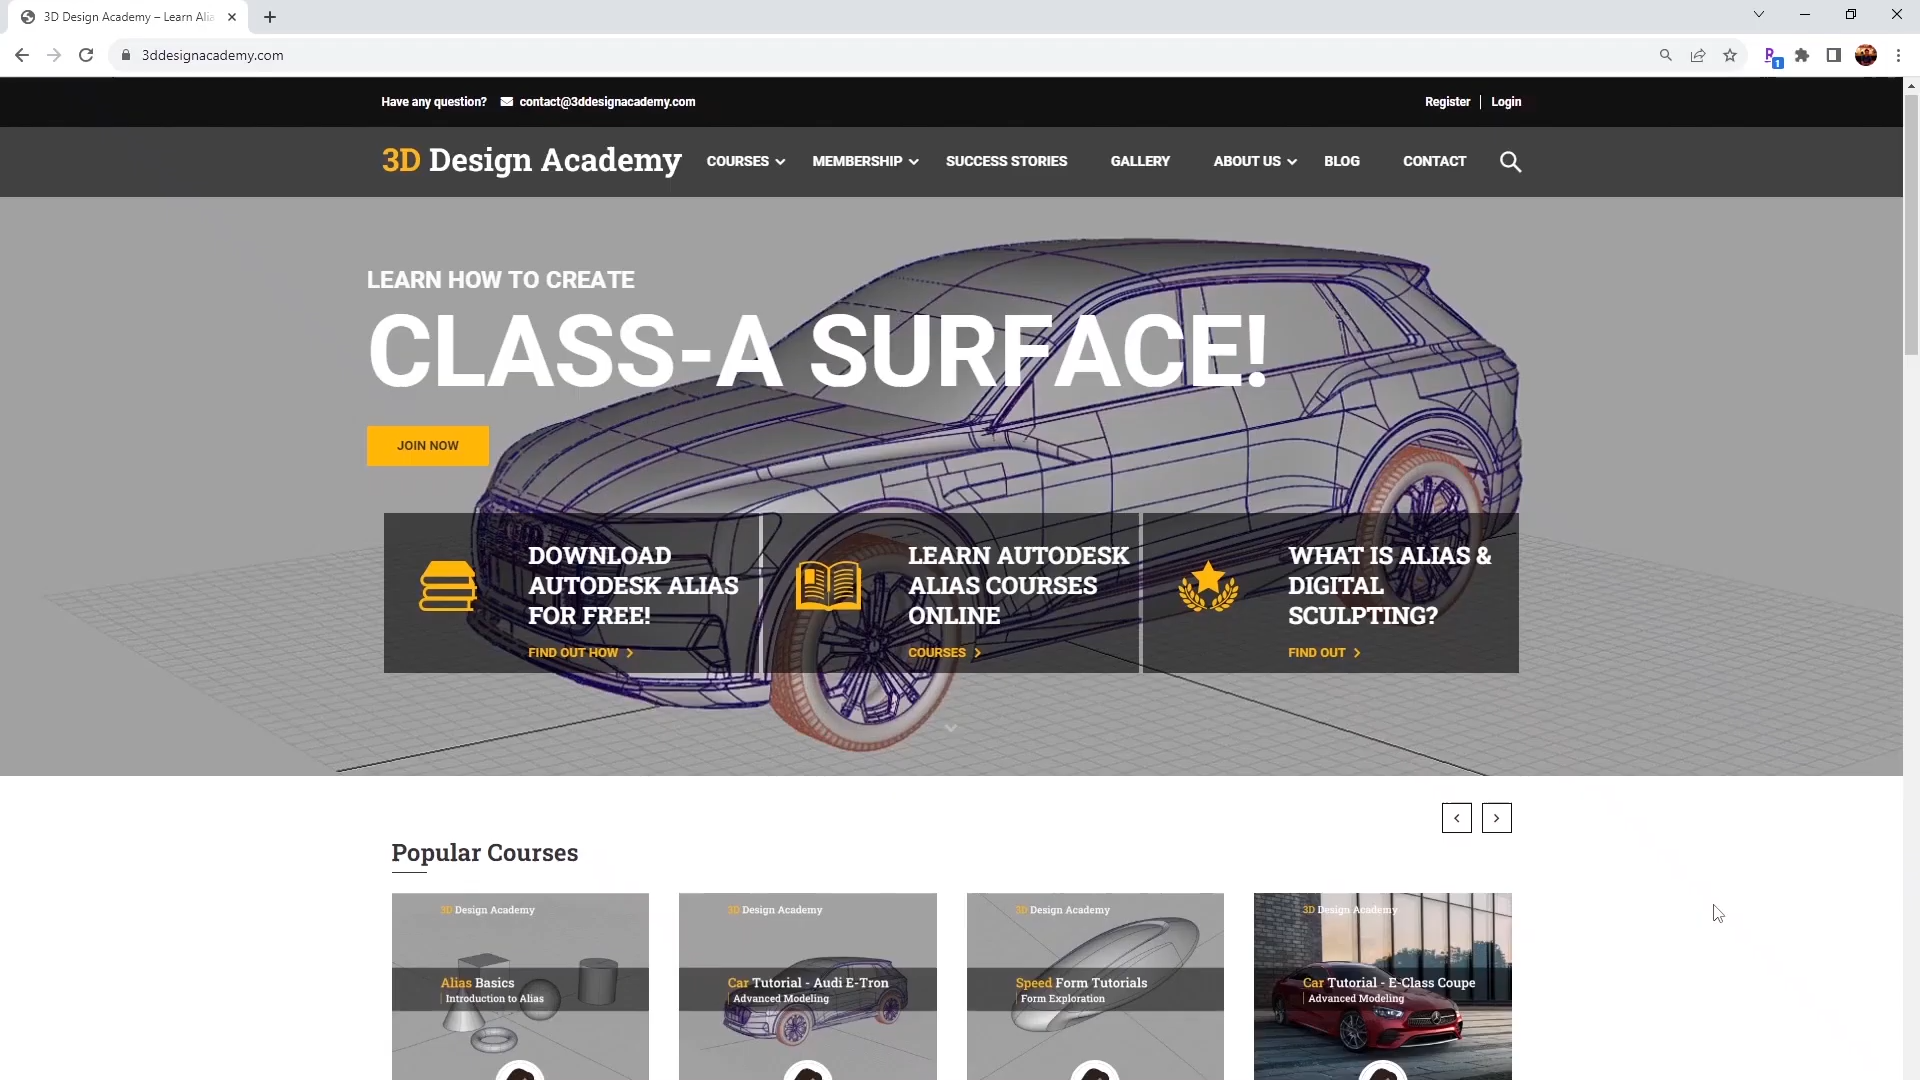 3D Design Academy – Learn Alia
3ddesignacademy.com
1
Have any question? contact@3ddesignacademy.com Register Login
3D Design Academy COURSES MEMBERSHIP SUCCESS STORIES GALLERY ABOUT US BLOG CONTACT
LEARN HOW TO CREATE
CLASS-A SURFACE!
JOIN NOW
DOWNLOAD
AUTODESK ALIAS
FOR FREE!
FIND OUT HOW
LEARN AUTODESK
ALIAS COURSES
ONLINE
COURSES
WHAT IS ALIAS &
DIGITAL
SCULPTING?
FIND OUT
Popular Courses
3D Design Academy
Alias Basics
Introduction to Alias
3D Design Academy
Car Tutorial - Audi E-Tron
Advanced Modeling
3D Design Academy
Speed Form Tutorials
Form Exploration
3D Design Academy
Car Tutorial - E-Class Coupe
Advanced Modeling